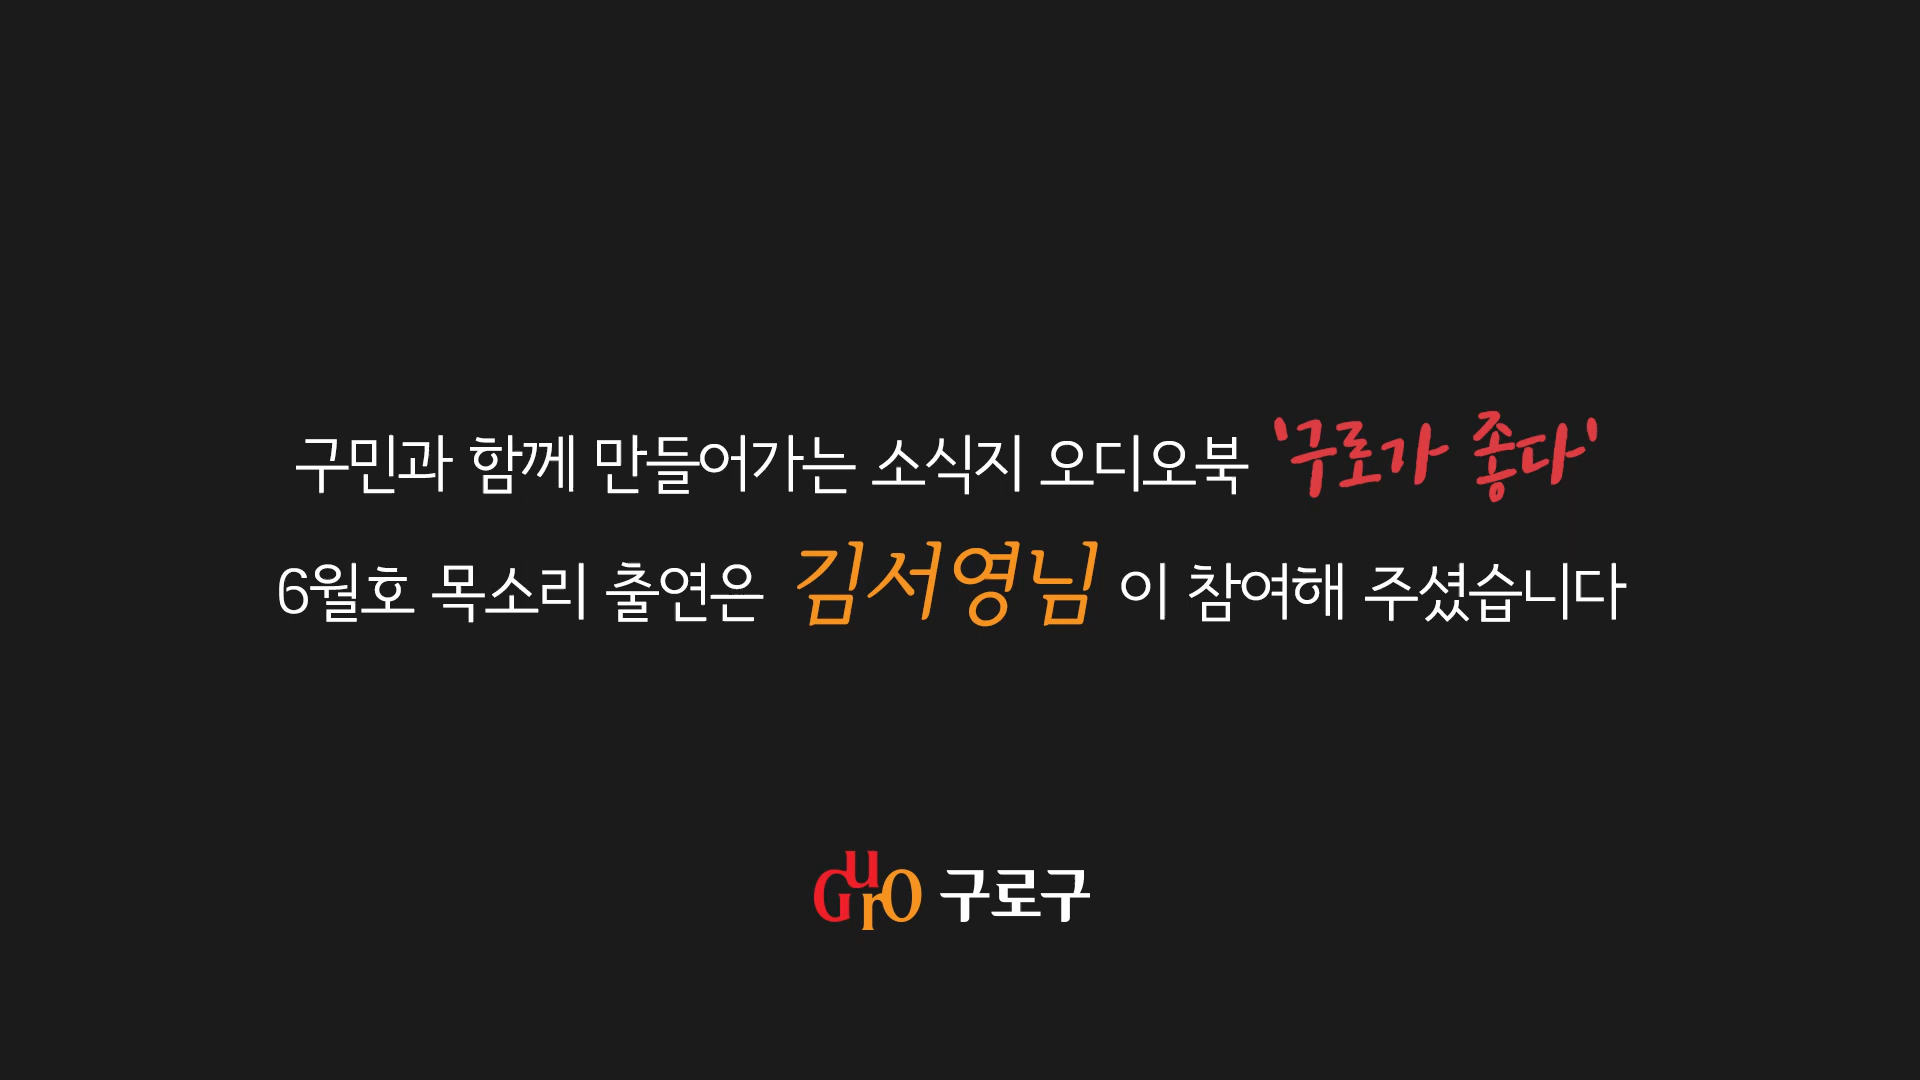 구민과 함께 만들어가는 소식지 오디오북 '구로가 좋다'
6월호 목소리 출연은 김서영님 이 참여해 주셨습니다
GurO 구로구